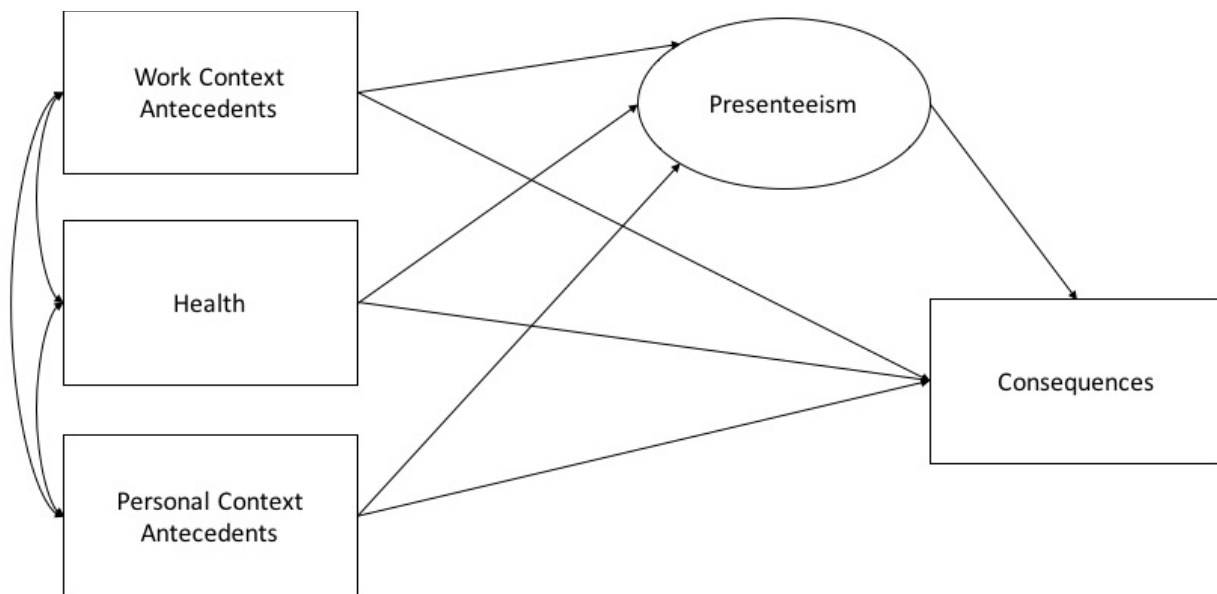 Work Context
Antecedents
Presenteeism
Health
Consequences
Personal Context
Antecedents